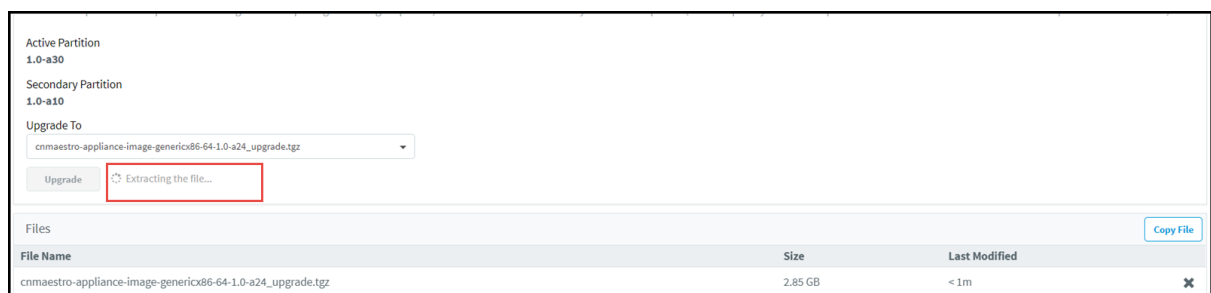 Active Partition
1.0-a30
Secondary Partition
1.0-a10
Upgrade To
cnmaestro-appliance-image-genericx86-64-1.0-a24_upgrade.tgz
Upgrade Extracting the file...
Files Copy File
File Name Size Last Modified
cnmaestro-appliance-image-genericx86-64-1.0-a24_upgrade.tgz 2.85 GB < 1m